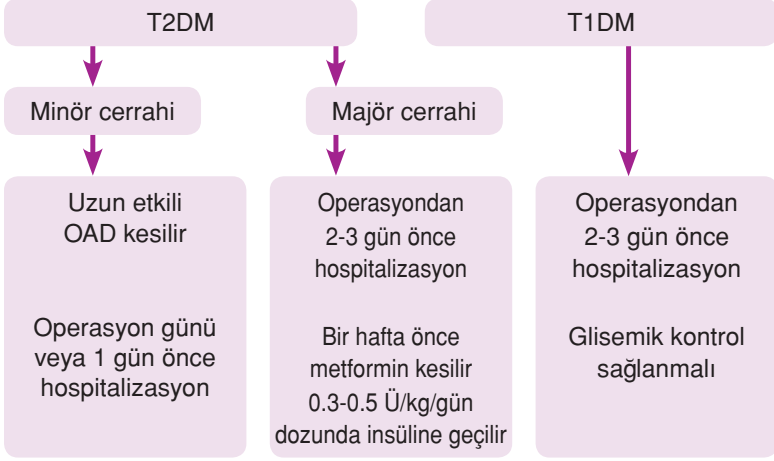 T2DM
T1DM
Minör cerrahi
Majör cerrahi
Uzun etkili
OAD kesilir
Operasyon günü
veya 1 gün önce
hospitalizasyon
Operasyondan
2-3 gün önce
hospitalizasyon
Bir hafta önce
metformin kesilir
0.3-0.5 Ü/kg/gün
dozunda insüline geçilir
Operasyondan
2-3 gün önce
hospitalizasyon
Glisemik kontrol
sağlanmalı